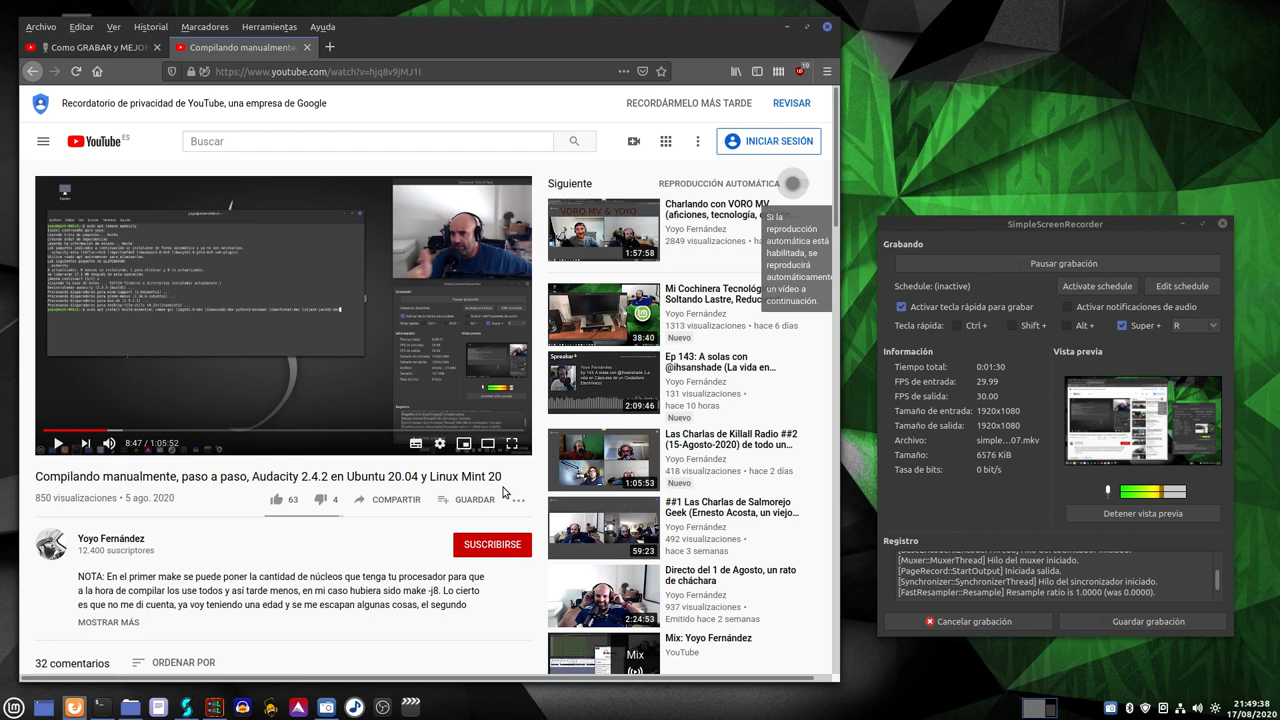 Archivo Editar Ver Historial Marcadores Herramientas Ayuda
Como GRABAR y MEJOR
Compilando manualmente,
https://www.youtube.com/watch?v=hjq8v9jMJ1I
19
Recordatorio de privacidad de YouTube, una empresa de Google
RECORDÁRMELO MÁS TARDE
REVISAR
YouTube ES
Buscar
INICIAR SESIÓN
8:47 / 1:05:52
Compilando manualmente, paso a paso, Audacity 2.4.2 en Ubuntu 20.04 y Linux Mint 20
850 visualizaciones • 5 ago. 2020
63
4
COMPARTIR
GUARDAR
Yoyo Fernández
12.400 suscriptores
SUSCRIBIRSE
NOTA: En el primer make se puede poner la cantidad de núcleos que tenga tu procesador para que
a la hora de compilar los use todos y así tarde menos, en mi caso hubiera sido make -j8. Lo cierto
es que no me di cuenta, ya voy teniendo una edad y se me escapan algunas cosas, el segundo
MOSTRAR MÁS
32 comentarios
ORDENAR POR
Siguiente
REPRODUCCIÓN AUTOMÁTICA
Si la
reproducción
automática está
habilitada, se
reproducirá
automáticamente
un vídeo a
continuación.
VORO MV & YOYO
1:57:58
Charlando con VORO MV
(aficiones, tecnología,
Yoyo Fernández
2849 visualizaciones •
38:40
Mi Cochinera Tecnológ
Soltando Lastre, Reduc
Yoyo Fernández
1313 visualizaciones • hace 6 días
Nuevo
Spreaker
2:09:46
Ep 143: A solas con
@ihsanshade (La vida en...
Yoyo Fernández
131 visualizaciones •
hace 10 horas
Nuevo
1:05:53
Las Charlas de Killall Radio ##2
(15-Agosto-2020) de todo un...
Yoyo Fernández
418 visualizaciones • hace 2 días
Nuevo
59:23
##1 Las Charlas de Salmorejo
Geek (Ernesto Acosta, un viejo...
Yoyo Fernández
492 visualizaciones •
hace 3 semanas
2:24:53
Directo del 1 de Agosto, un rato
de cháchara
Yoyo Fernández
937 visualizaciones •
Emitido hace 2 semanas
Mix
Mix: Yoyo Fernández
YouTube
SimpleScreenRecorder
Grabando
Pausar grabación
Schedule: (inactive)
Activate schedule
Edit schedule
Activar tecla rápida para grabar
Activar notificaciones de
Tecla rápida: Ctrl + Shift + Alt + Super + R
Información
Tiempo total: 0:01:30
FPS de entrada: 29.99
FPS de salida: 30.00
Tamaño de entrada: 1920x1080
Tamaño de salida: 1920x1080
Archivo: simple....07.mkv
Tamaño: 6576 KiB
Tasa de bits: 0 bit/s
Vista previa
Detener vista previa
Registro
[Muxer::MuxerThread] Hilo del muxer iniciado.
[PageRecord::StartOutput] Iniciada salida.
[Synchronizer::SynchronizerThread] Hilo del sincronizador iniciado.
[FastResampler::Resample] Resample ratio is 1.0000 (was 0.0000).
Cancelar grabación
Guardar grabación
21:49:38
17/08/2020